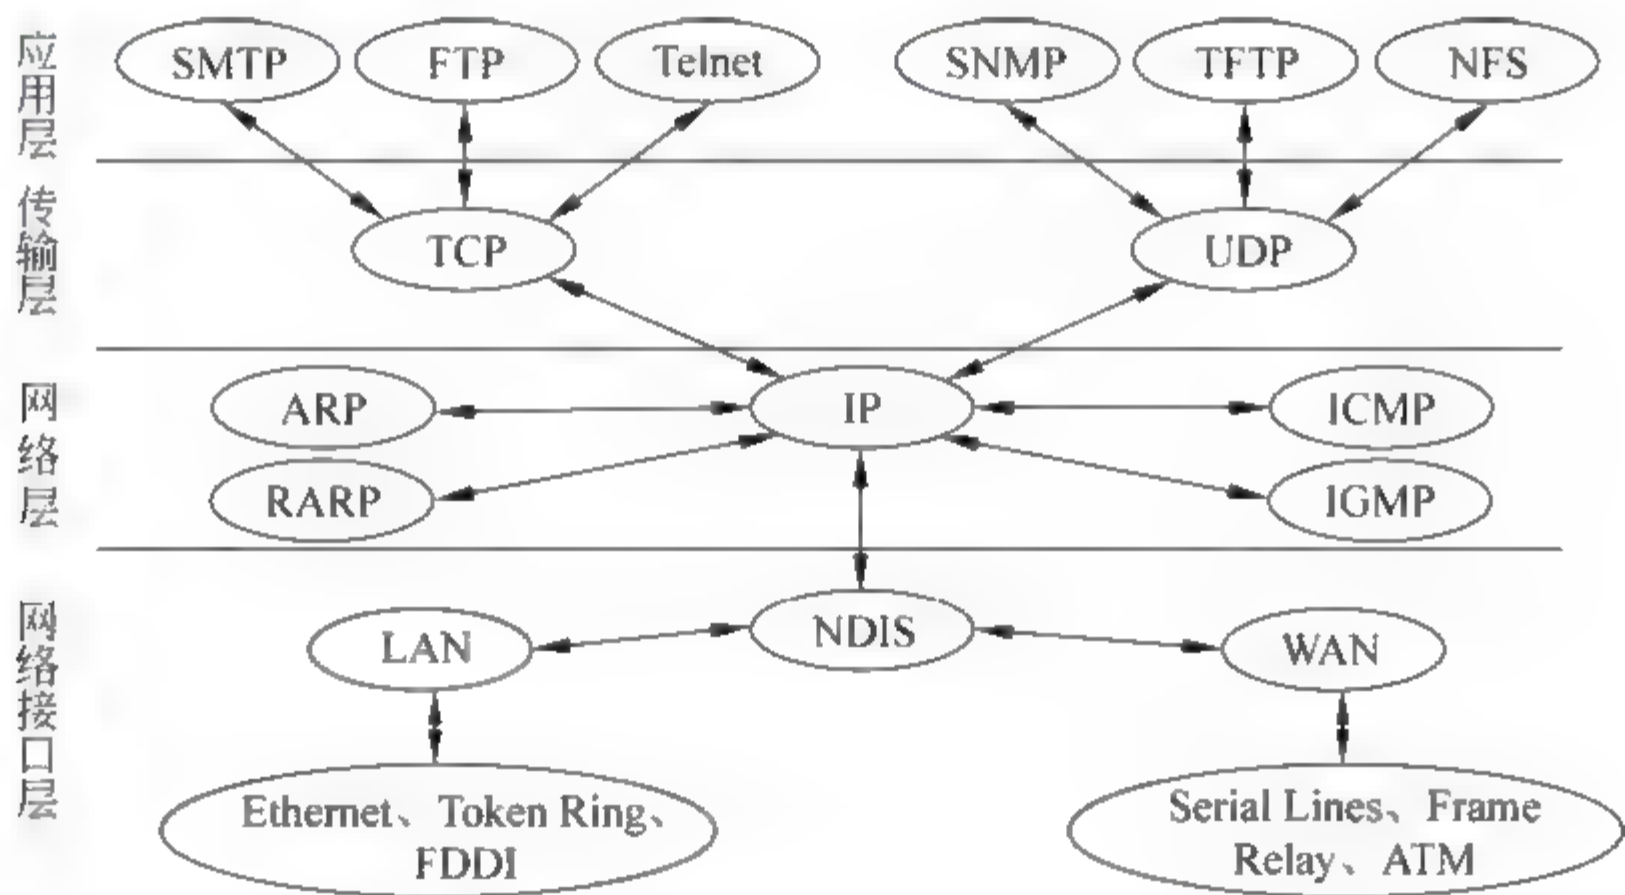 应用层
SMTP
FTP
Telnet
SNMP
TFTP
NFS
传输层
TCP
UDP
网络层
ARP
IP
ICMP
RARP
IGMP
网络接口层
LAN
NDIS
WAN
Ethernet、Token Ring、
FDDI
Serial Lines、Frame
Relay、ATM